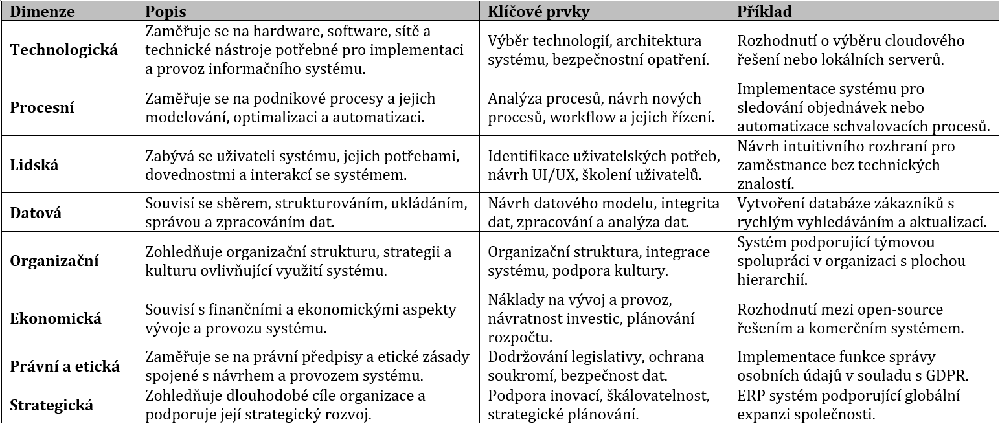 Dimenze
Popis
Klíčové prvky
Příklad
Technologická
Zaměřuje se na hardware, software, sítě a
technické nástroje potřebné pro implementaci
a provoz informačního systému.
Výběr technologií, architektura
systému, bezpečnostní opatření.
Rozhodnutí o výběru cloudového
řešení nebo lokálních serverů.
Procesní
Zaměřuje se na podnikové procesy a jejich
modelování, optimalizaci a automatizaci.
Analýza procesů, návrh nových
procesů, workflow a jejich řízení.
Implementace systému pro
sledování objednávek nebo
automatizace schvalovacích procesů.
Lidská
Zabývá se uživateli systému, jejich potřebami,
dovednostmi a interakcí se systémem.
Identifikace uživatelských potřeb,
návrh UI/UX, školení uživatelů.
Návrh intuitivního rozhraní pro
zaměstnance bez technických
znalostí.
Datová
Souvisí se sběrem, strukturováním, ukládáním,
správou a zpracováním dat.
Návrh datového modelu, integrita
dat, zpracování a analýza dat.
Vytvoření databáze zákazníků s
rychlým vyhledáváním a aktualizací.
Organizační
Zohledňuje organizační strukturu, strategii a
kulturu ovlivňující využití systému.
Organizační struktura, integrace
systému, podpora kultury.
Systém podporující týmovou
spolupráci v organizaci s plochou
hierarchií.
Ekonomická
Souvisí s finančními a ekonomickými aspekty
vývoje a provozu systému.
Náklady na vývoj a provoz,
návratnost investic, plánování
rozpočtu.
Rozhodnutí mezi open-source
řešením a komerčním systémem.
Právní a etická
Zaměřuje se na právní předpisy a etické zásady
spojené s návrhem a provozem systému.
Dodržování legislativy, ochrana
soukromí, bezpečnost dat.
Implementace funkce správy
osobních údajů v souladu s GDPR.
Strategická
Zohledňuje dlouhodobé cíle organizace a
podporuje její strategický rozvoj.
Podpora inovací, škálovatelnost,
strategické plánování.
ERP systém podporující globální
expanzi společnosti.